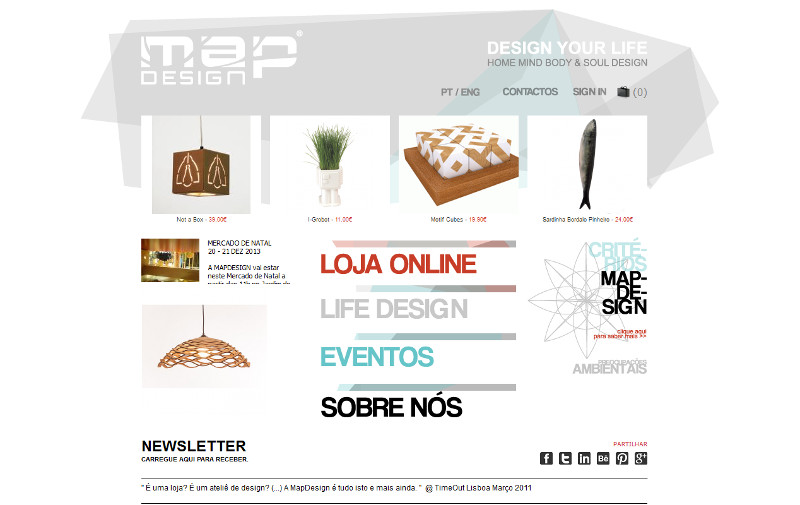 map®
DESIGN
DESIGN YOUR LIFE
HOME MIND BODY & SOUL DESIGN
PT / ENG
CONTACTOS
SIGN IN
(0)
Not a Box - 39.00€
I-Grobot - 11.00€
Motif Cubes - 19.90€
Sardinha Bordalo Pinheiro - 24.00€
MERCADO DE NATAL
20 - 21 DEZ 2013
A MAPDESIGN vai estar
neste Mercado de Natal a
LOJA ONLINE
LIFE DESIGN
EVENTOS
SOBRE NÓS
CRITÉ-
RIOS
MAP-
DE-
SIGN
clique aqui
para saber mais >>
PREOCUPAÇÕES
AMBIENTAIS
NEWSLETTER
CARREGUE AQUI PARA RECEBER.
PARTILHAR
f t in Bē P g+
" É uma loja? É um ateliê de design? (...) A MapDesign é tudo isto e mais ainda. " @ TimeOut Lisboa Março 2011